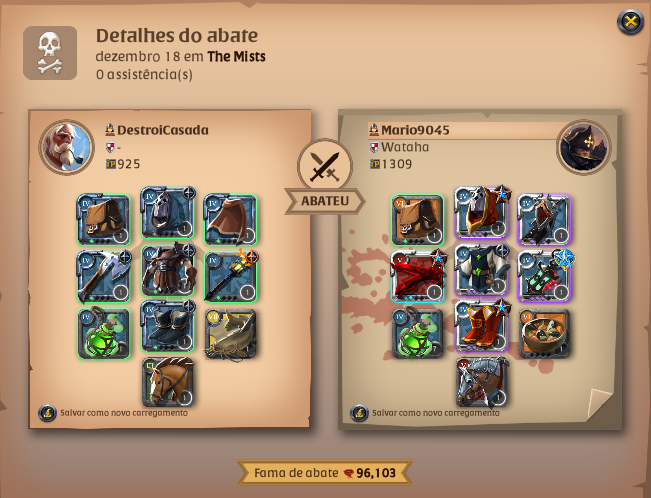 Detalhes do abate
dezembro 18 em The Mists
0 assistência(s)
DestroiCasada
-
925
ABATEU
Mario9045
Wataha
1309
Salvar como novo carregamento
Salvar como novo carregamento
Fama de abate 96,103